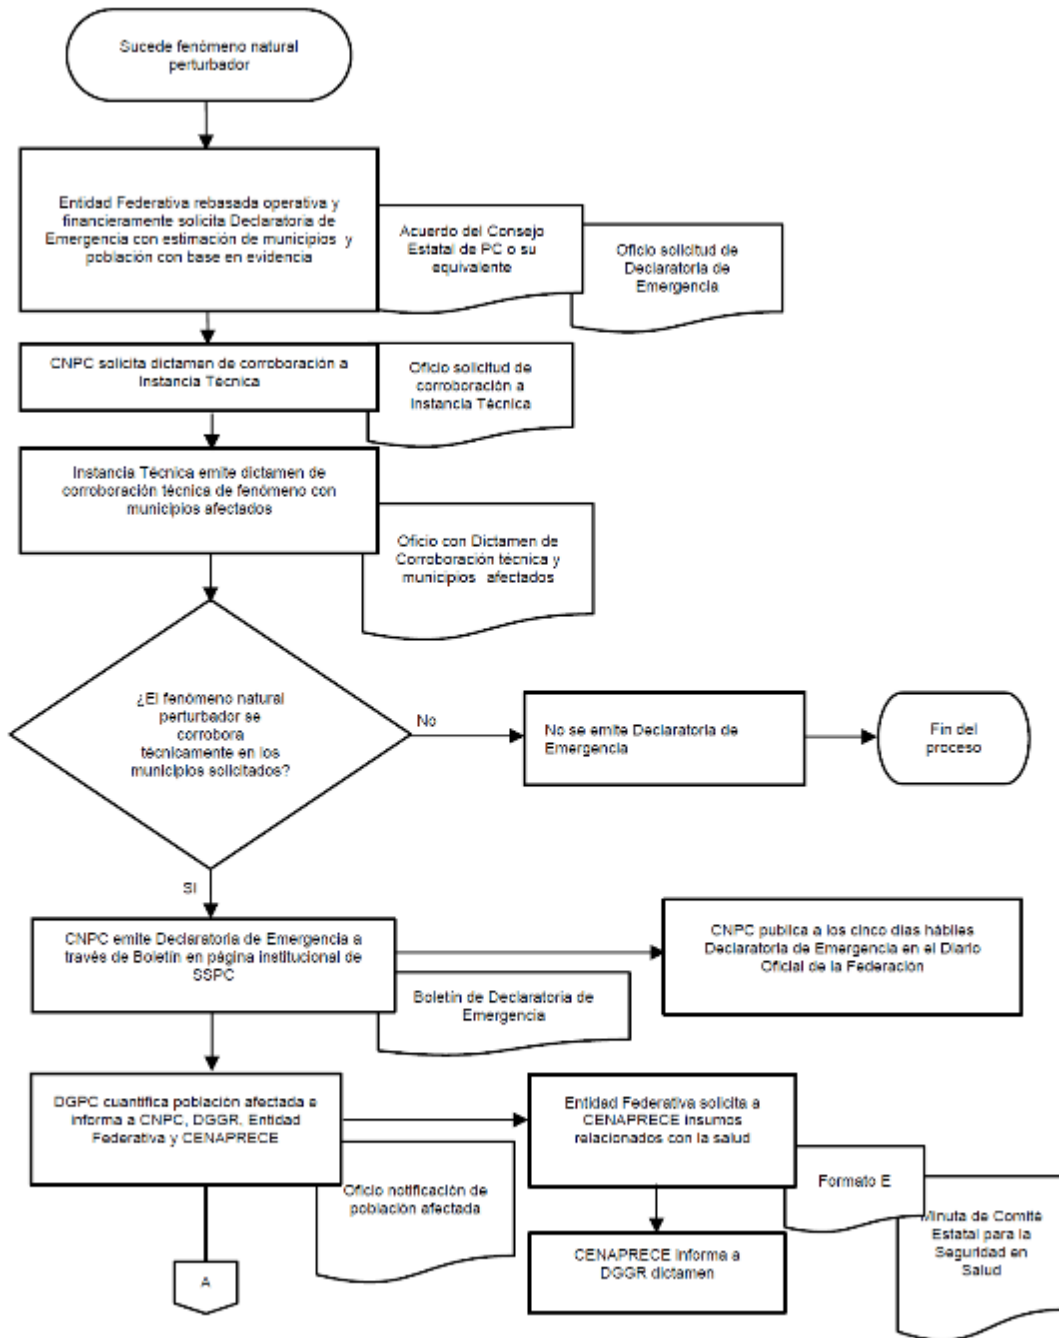 Sucede fenómeno natural
perturbador
Entidad Federativa rebasada operativa y
financieramente solicita Declaratoria de
Emergencia con estimación de municipios y
población con base en evidencia
Acuerdo del Consejo
Estatal de PC o su
equivalente
Oficio solicitud de
Declaratoria de
Emergencia
CNPC solicita dictamen de corroboración a
Instancia Técnica
Oficio solicitud de
corroboración a
Instancia Técnica
Instancia Técnica emite dictamen de
corroboración técnica de fenómeno con
municipios afectados
Oficio con Dictamen de
Corroboración técnica y
municipios afectados
¿El fenómeno natural
perturbador se
corrobora
técnicamente en los
municipios solicitados?
No
No se emite Declaratoria de
Emergencia
Fin del
proceso
SI
CNPC emite Declaratoria de Emergencia a
través de Boletín en página institucional de
SSPC
Boletín de Declaratoria de
Emergencia
CNPC publica a los cinco días hábiles
Declaratoria de Emergencia en el Diario
Oficial de la Federación
DGPC cuantifica población afectada e
informa a CNPC, DGGR, Entidad
Federativa y CENAPRECE
Oficio notificación de
población afectada
Entidad Federativa solicita a
CENAPRECE insumos
relacionados con la salud
Formato E
Minuta de Comité
Estatal para la
Seguridad en
Salud
CENAPRECE informa a
DGGR dictamen
A